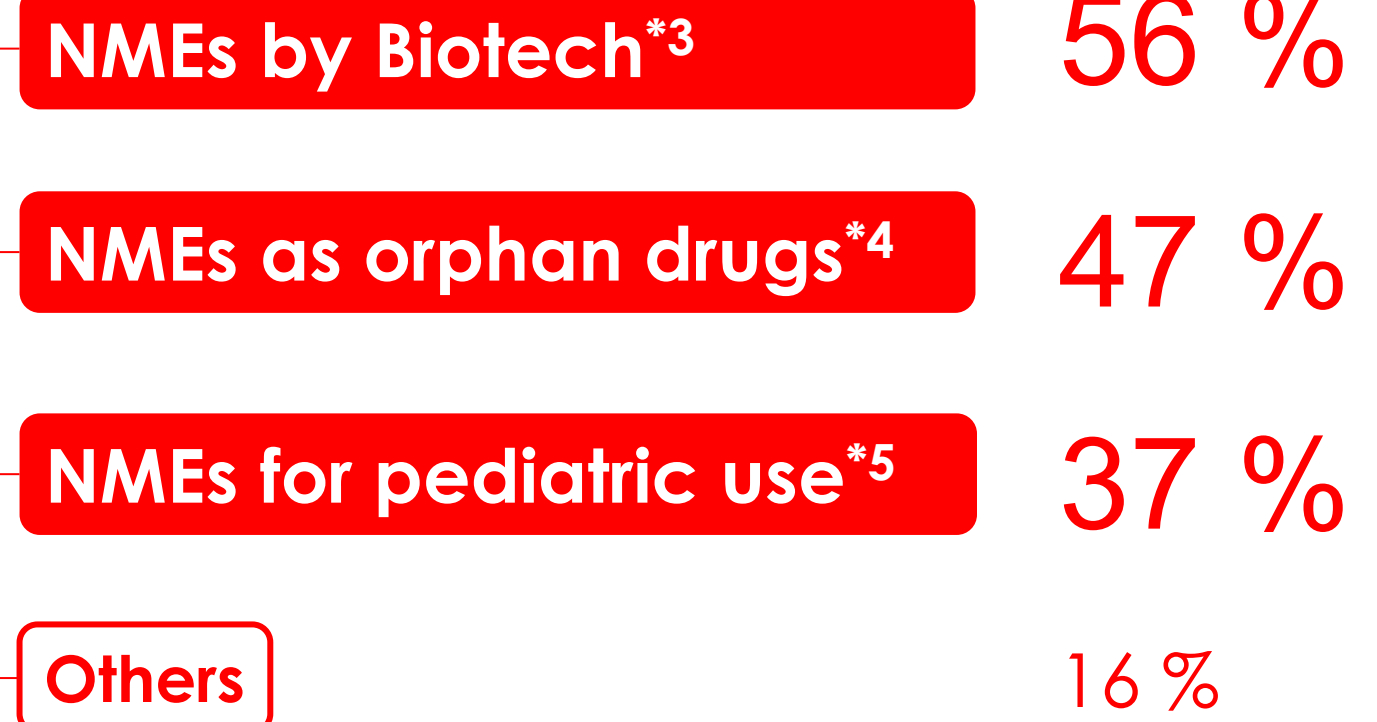 NMEs by Biotech*3 56 %
NMEs as orphan drugs*4 47 %
NMEs for pediatric use*5 37 %
Others 16 %